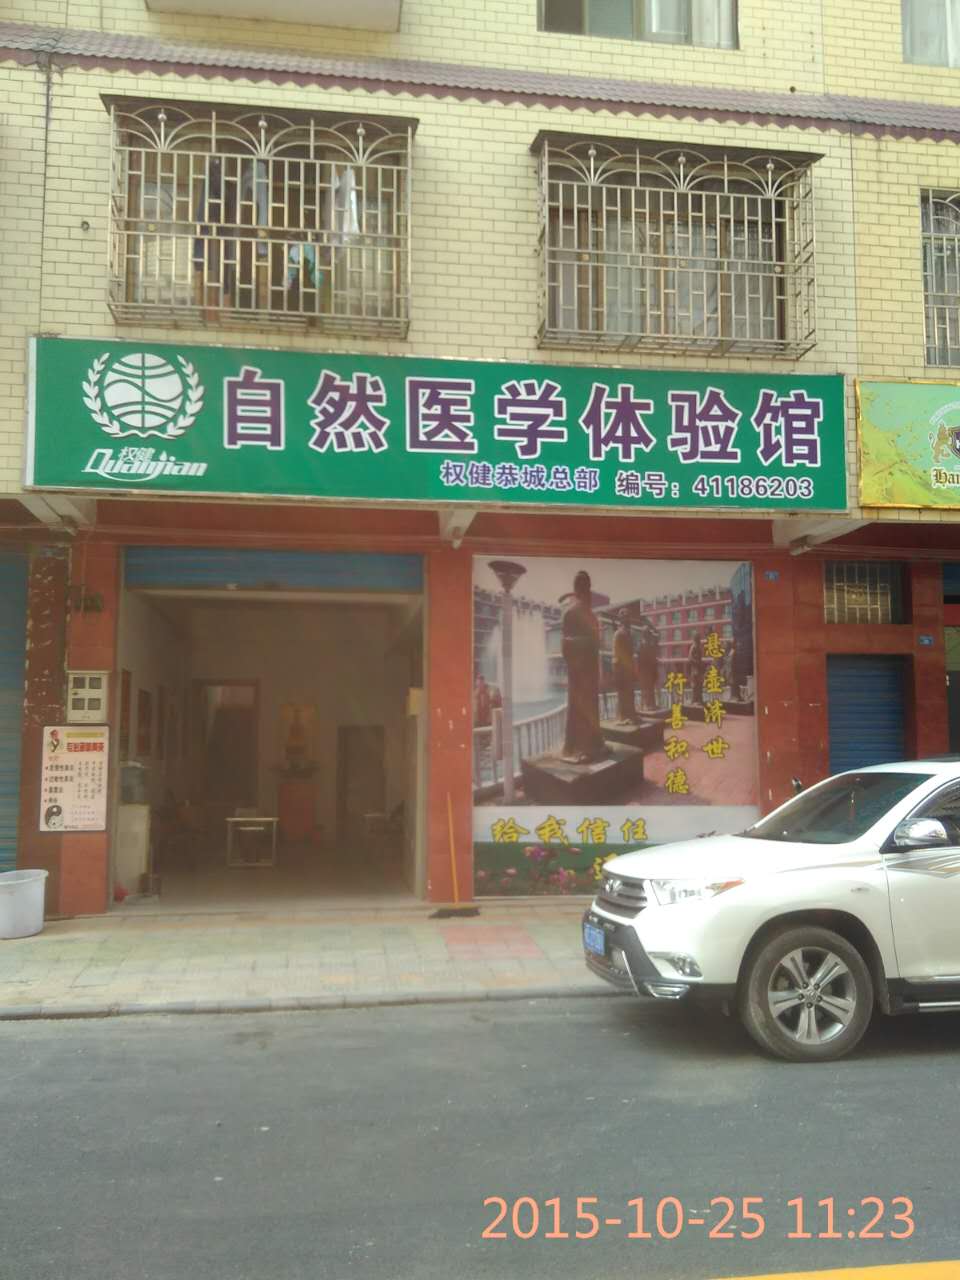 自然医学体验馆
权健
Quanjian
权健恭城总部 编号：41186203
悬壶济世
行善积德
给我信任
2015-10-25 11:23